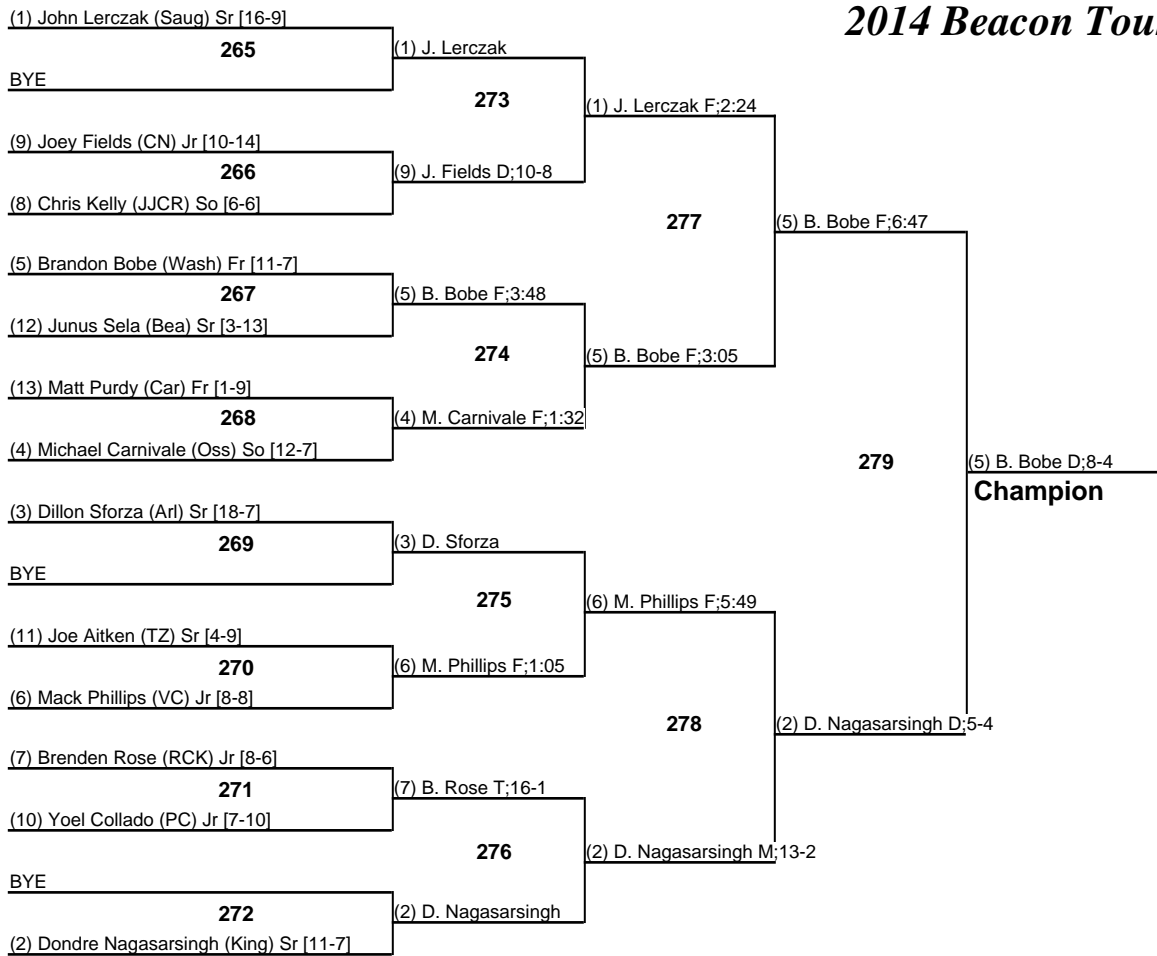 2014 Beacon Tou
(1) John Lerczak (Saug) Sr [16-9]
265
BYE
(1) J. Lerczak
273
(9) Joey Fields (CN) Jr [10-14]
266
(8) Chris Kelly (JJCR) So [6-6]
(9) J. Fields D;10-8
(1) J. Lerczak F;2:24
277
(5) Brandon Bobe (Wash) Fr [11-7]
267
(12) Junus Sela (Bea) Sr [3-13]
(5) B. Bobe F;3:48
274
(13) Matt Purdy (Car) Fr [1-9]
268
(4) Michael Carnivale (Oss) So [12-7]
(4) M. Carnivale F;1:32
(5) B. Bobe F;3:05
(5) B. Bobe F;6:47
279
(5) B. Bobe D;8-4
Champion
(3) Dillon Sforza (Arl) Sr [18-7]
269
BYE
(3) D. Sforza
275
(11) Joe Aitken (TZ) Sr [4-9]
270
(6) Mack Phillips (VC) Jr [8-8]
(6) M. Phillips F;1:05
(6) M. Phillips F;5:49
278
(2) D. Nagasarsingh D;5-4
(7) Brenden Rose (RCK) Jr [8-6]
271
(10) Yoel Collado (PC) Jr [7-10]
(7) B. Rose T;16-1
276
(2) D. Nagasarsingh M;13-2
BYE
272
(2) Dondre Nagasarsingh (King) Sr [11-7]
(2) D. Nagasarsingh